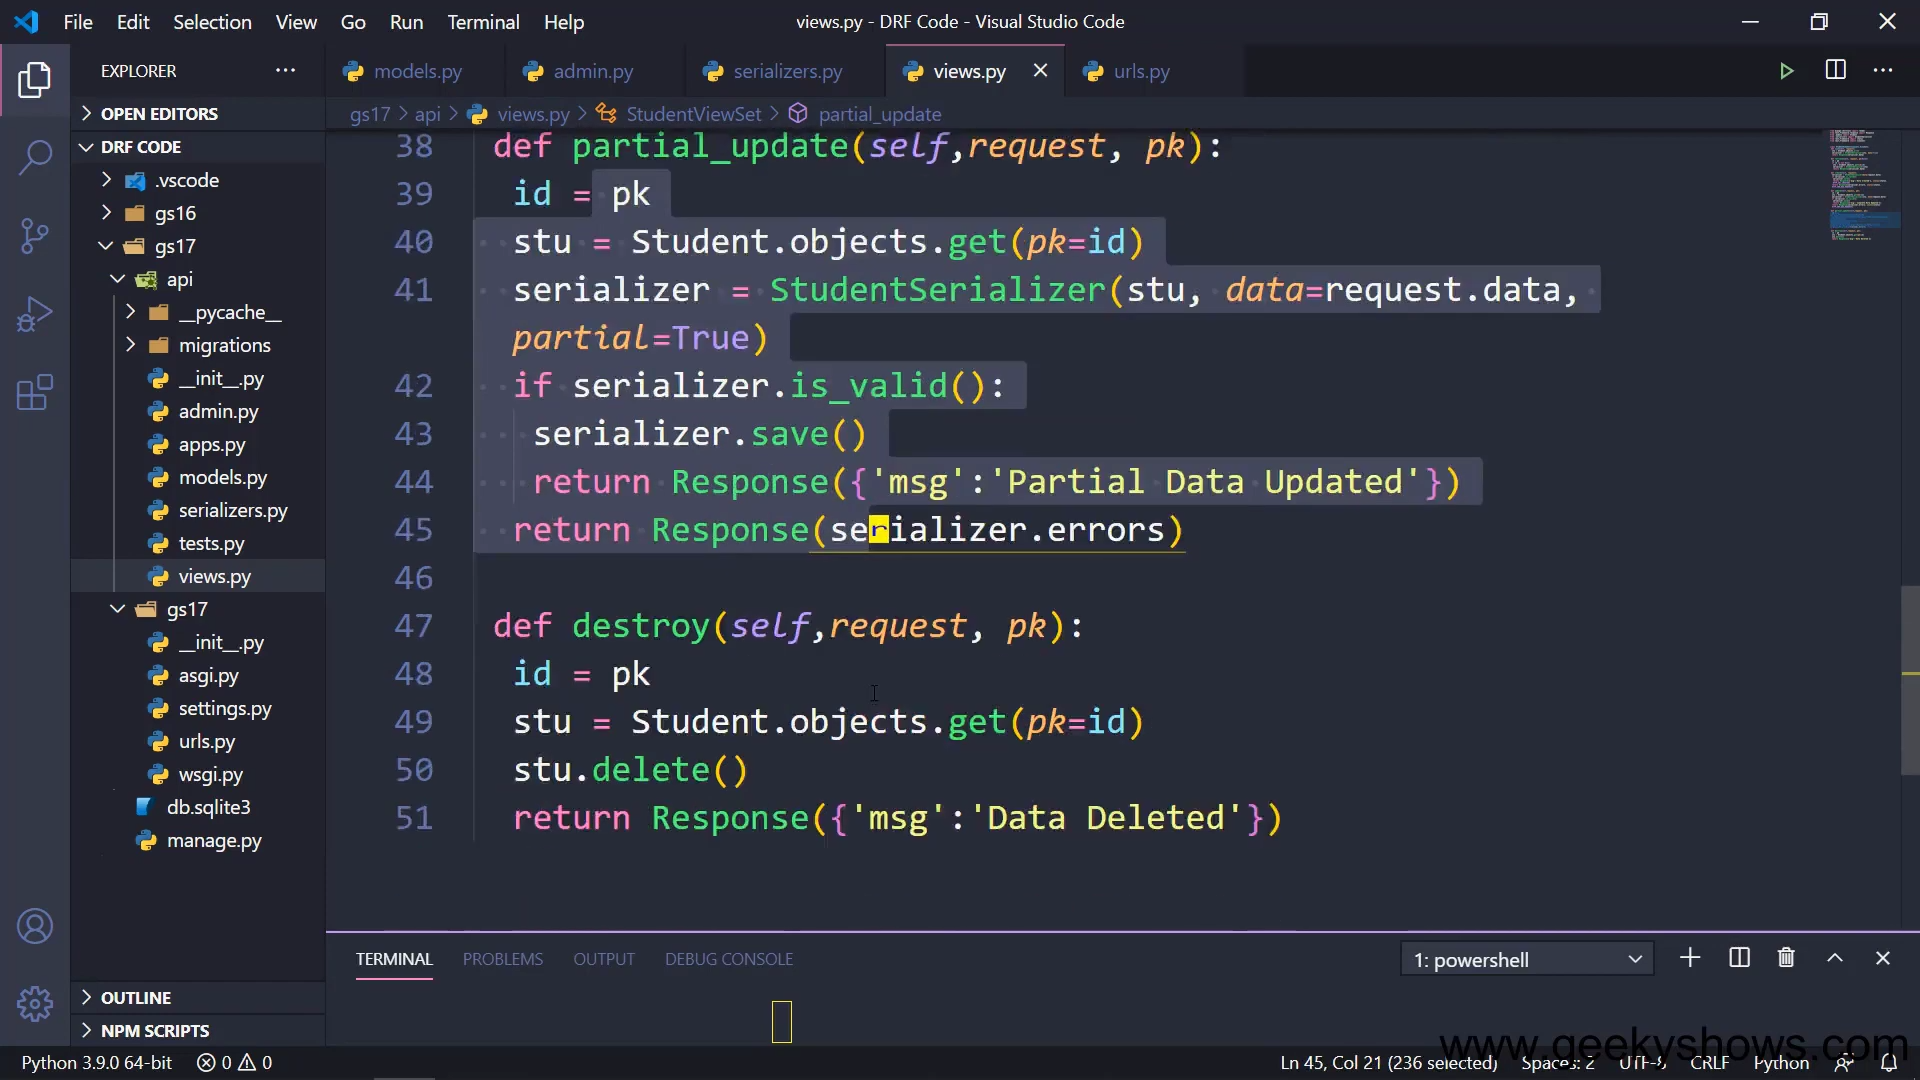 File Edit Selection View Go Run Terminal Help
views.py - DRF Code - Visual Studio Code
EXPLORER
models.py admin.py serializers.py views.py urls.py
OPEN EDITORS
gs17 > api > views.py > StudentViewSet > partial_update
DRF CODE
.vscode
gs16
gs17
api
__pycache__
migrations
__init__.py
admin.py
apps.py
models.py
serializers.py
tests.py
views.py
gs17
__init__.py
asgi.py
settings.py
urls.py
wsgi.py
db.sqlite3
manage.py
OUTLINE
NPM SCRIPTS
38 def partial_update(self,request, pk):
39 id = pk
40 stu = Student.objects.get(pk=id)
41 serializer = StudentSerializer(stu, data=request.data,
partial=True)
42 if serializer.is_valid():
43 serializer.save()
44 return Response({'msg':'Partial Data Updated'})
45 return Response(serializer.errors)
46
47 def destroy(self,request, pk):
48 id = pk
49 stu = Student.objects.get(pk=id)
50 stu.delete()
51 return Response({'msg':'Data Deleted'})
TERMINAL PROBLEMS OUTPUT DEBUG CONSOLE
1: powershell
www.geekyshows.com
Python 3.9.0 64-bit 0 0
Ln 45, Col 21 (236 selected) Spaces: 2 UTF-8 CRLF Python